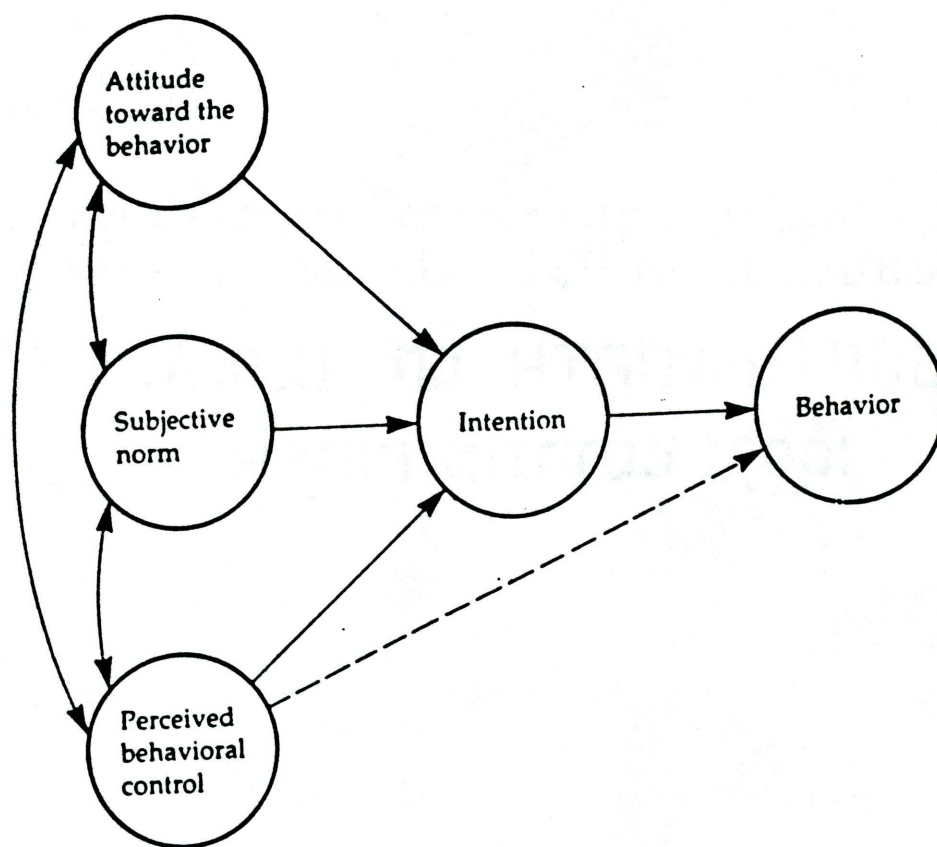 Attitude
toward the
behavior
Subjective
norm
Intention
Behavior
Perceived
behavioral
control